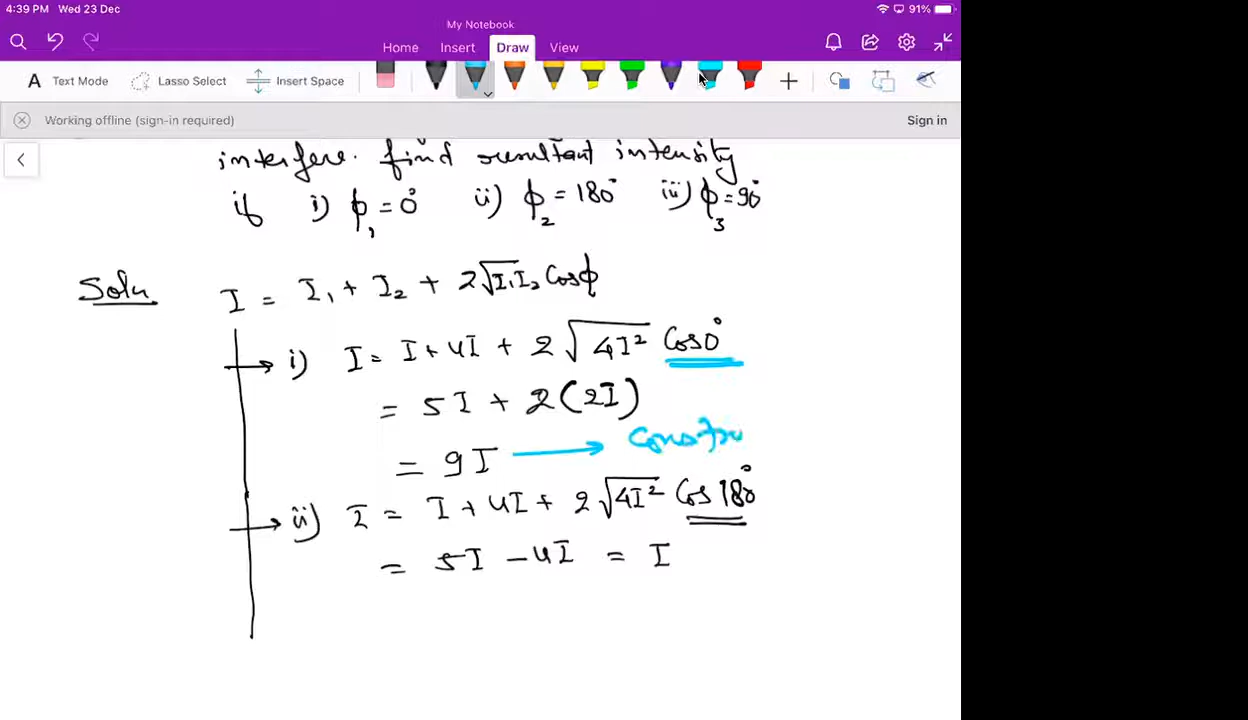 4:39 PM Wed 23 Dec
91%
My Notebook
Home Insert Draw View
A Text Mode Lasso Select Insert Space
Working offline (sign-in required) Sign in
interfere. find resultant intensity
if i) ϕ₁ = 0° ii) ϕ₂ = 180° iii) ϕ₃ = 90°
Soln I = I₁ + I₂ + 2√I₁I₂ Cosϕ
i) I = I + 4I + 2√4I² Cos0°
= 5I + 2(2I)
= 9I → Constru
ii) I = I + 4I + 2√4I² Cos 180°
= 5I - 4I = I